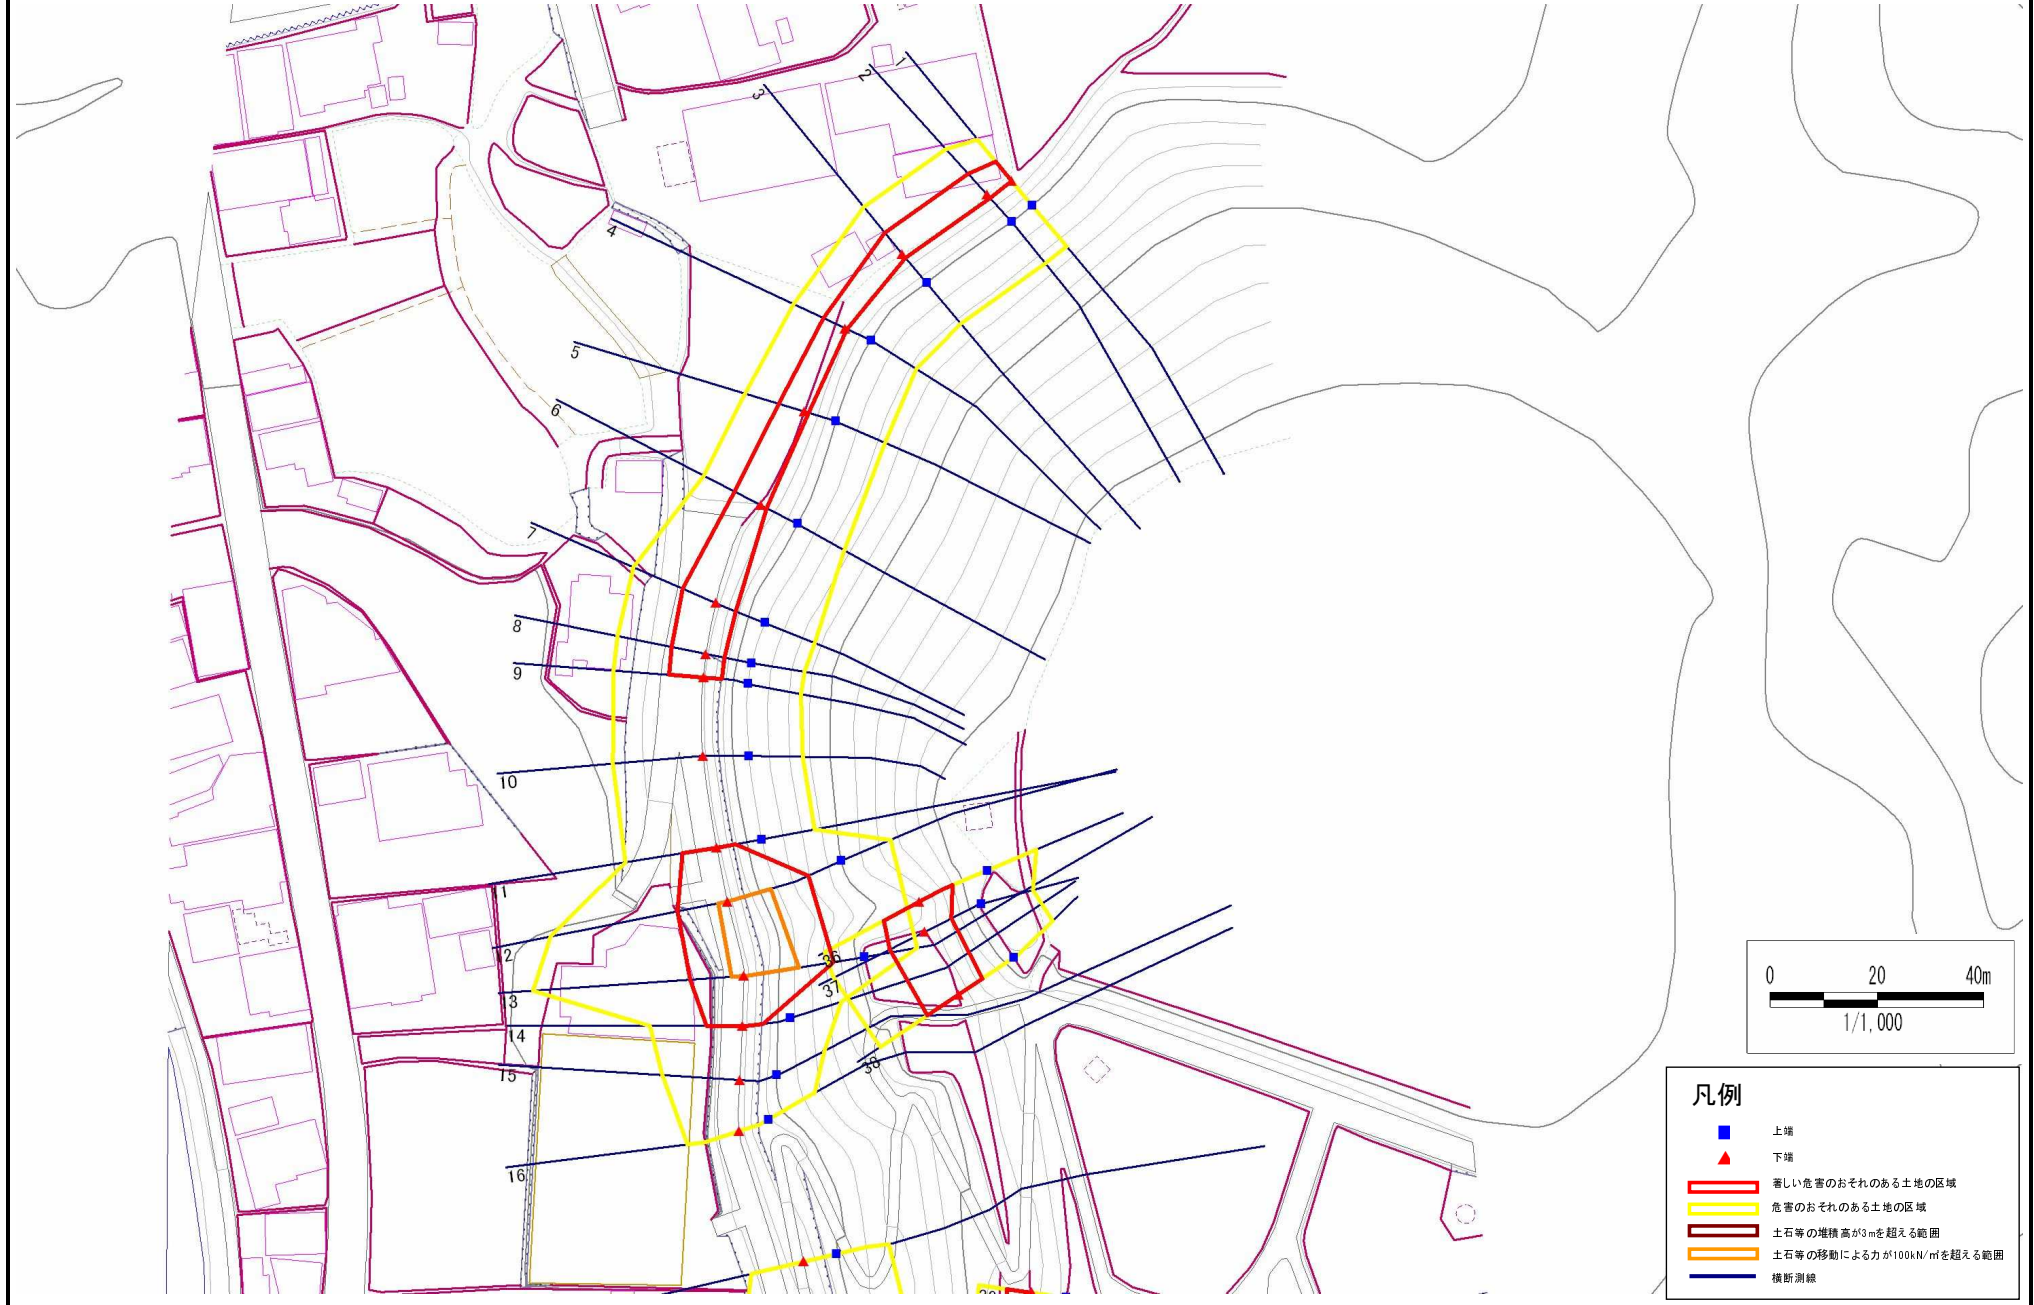 1
2
3
4
5
6
7
8
9
10
11
12
13
14
15
16
36
37
38
0 20 40m
1/1,000
凡例
上端
下端
著しい危害のおそれのある土地の区域
危害のおそれのある土地の区域
土石等の堆積高が3mを超える範囲
土石等の移動による力が100kN/㎡を超える範囲
横断測線